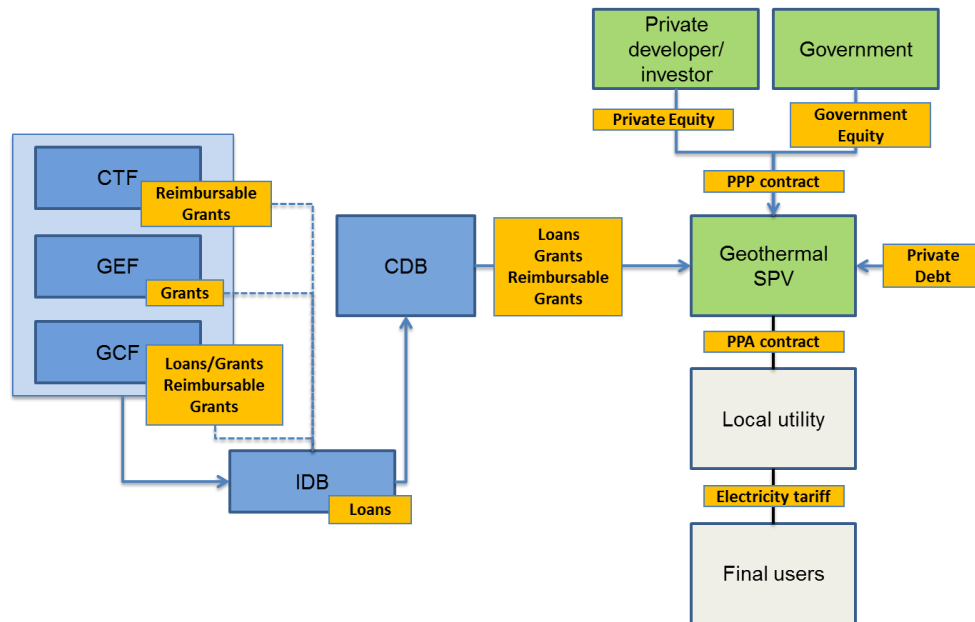 Private
developer/
investor
Government
Private Equity
Government
Equity
PPP contract
CTF
Reimbursable
Grants
GEF
Grants
GCF
Loans/Grants
Reimbursable
Grants
IDB
Loans
CDB
Loans
Grants
Reimbursable
Grants
Geothermal
SPV
Private
Debt
PPA contract
Local utility
Electricity tariff
Final users